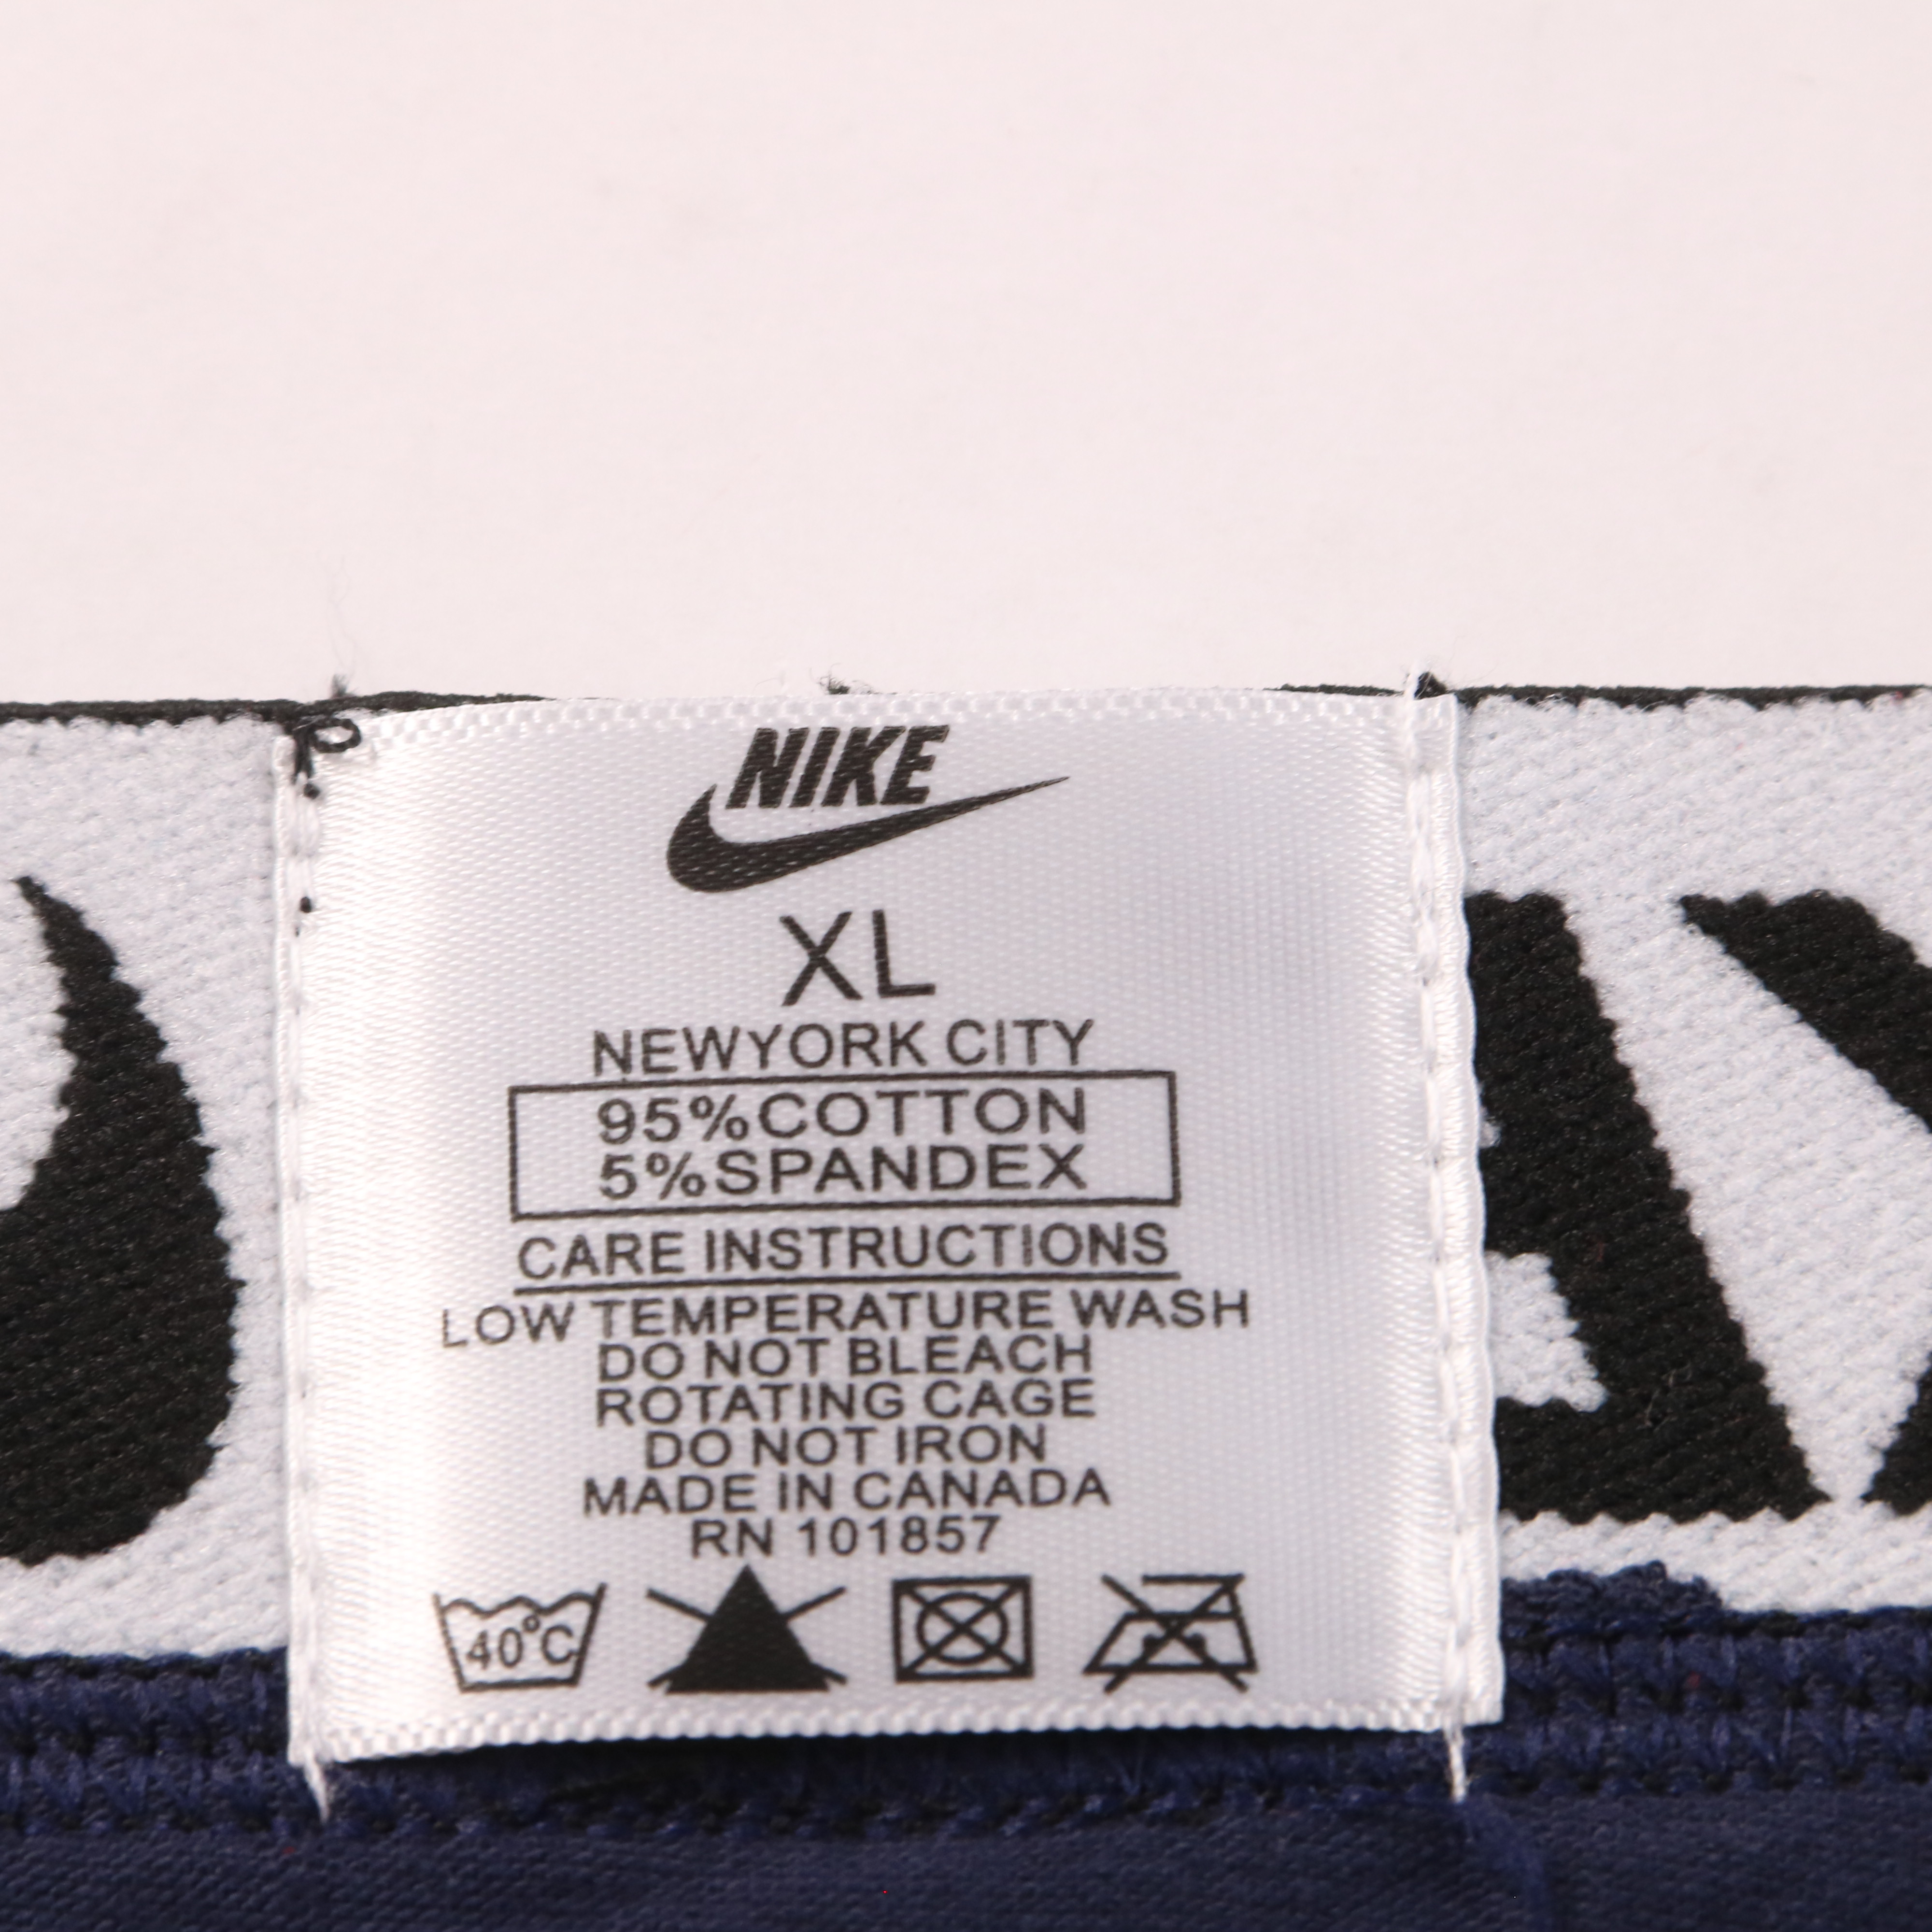 NIKE
XL
NEWYORK CITY
95%COTTON
5%SPANDEX
CARE INSTRUCTIONS
LOW TEMPERATURE WASH
DO NOT BLEACH
ROTATING CAGE
DO NOT IRON
MADE IN CANADA
RN 101857
40°C